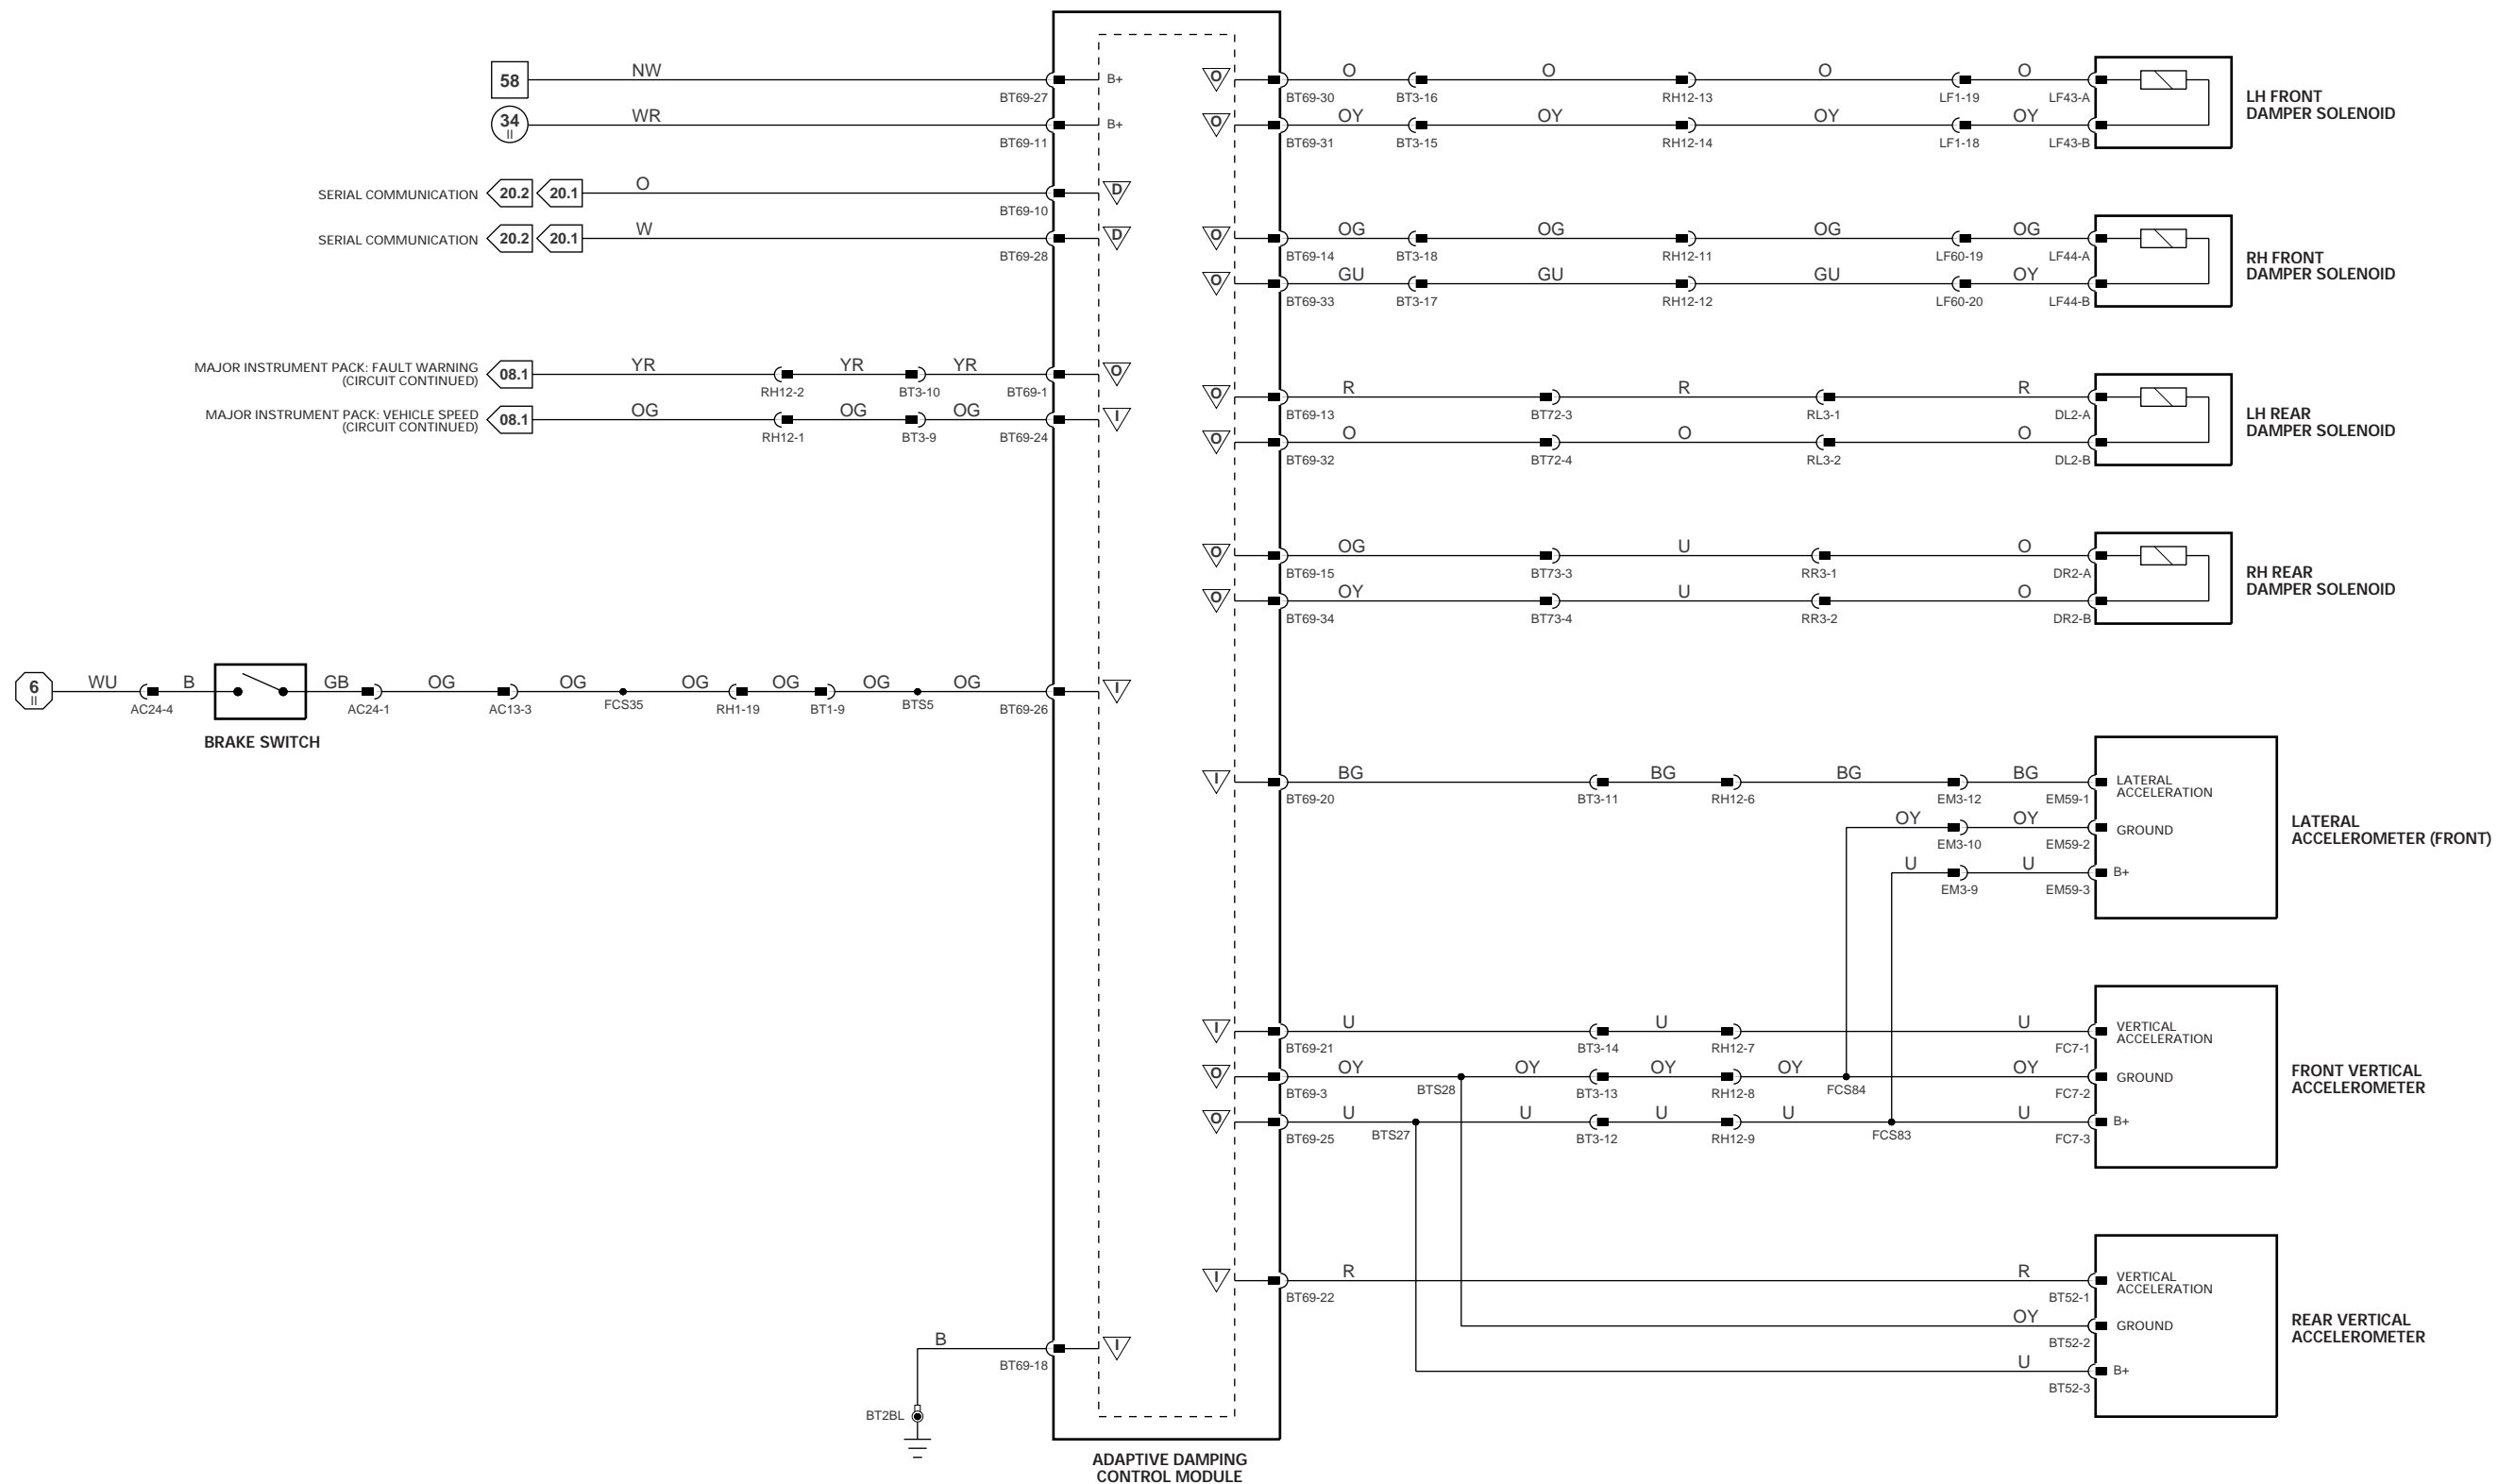 58
NW
BT69-27
B+
34
II
WR
BT69-11
B+
SERIAL COMMUNICATION
20.2
20.1
O
BT69-10
D
SERIAL COMMUNICATION
20.2
20.1
W
BT69-28
D
MAJOR INSTRUMENT PACK: FAULT WARNING
(CIRCUIT CONTINUED)
08.1
YR
RH12-2
YR
BT3-10
YR
BT69-1
O
MAJOR INSTRUMENT PACK: VEHICLE SPEED
(CIRCUIT CONTINUED)
08.1
OG
RH12-1
OG
BT3-9
OG
BT69-24
I
6
II
WU
AC24-4
B
BRAKE SWITCH
GB
AC24-1
OG
AC13-3
OG
FCS35
OG
RH1-19
OG
BT1-9
OG
BTS5
OG
BT69-26
I
B
BT69-18
I
BT2BL
ADAPTIVE DAMPING
CONTROL MODULE
O
BT69-30
O
BT3-16
O
RH12-13
O
LF1-19
O
LF43-A
O
BT69-31
OY
BT3-15
OY
RH12-14
OY
LF1-18
OY
LF43-B
LH FRONT
DAMPER SOLENOID
O
BT69-14
OG
BT3-18
OG
RH12-11
OG
LF60-19
OG
LF44-A
O
BT69-33
GU
BT3-17
GU
RH12-12
GU
LF60-20
OY
LF44-B
RH FRONT
DAMPER SOLENOID
O
BT69-13
R
BT72-3
R
RL3-1
R
DL2-A
O
BT69-32
O
BT72-4
O
RL3-2
O
DL2-B
LH REAR
DAMPER SOLENOID
O
BT69-15
OG
BT73-3
U
RR3-1
O
DR2-A
O
BT69-34
OY
BT73-4
U
RR3-2
O
DR2-B
RH REAR
DAMPER SOLENOID
I
BT69-20
BG
BT3-11
BG
RH12-6
BG
EM3-12
BG
EM59-1
LATERAL
ACCELERATION
OY
EM3-10
OY
EM59-2
GROUND
U
EM3-9
U
EM59-3
B+
LATERAL
ACCELEROMETER (FRONT)
I
BT69-21
U
BT3-14
U
RH12-7
U
FC7-1
VERTICAL
ACCELERATION
O
BT69-3
OY
BTS28
OY
BT3-13
OY
RH12-8
OY
FCS84
OY
FC7-2
GROUND
O
BT69-25
U
BTS27
U
BT3-12
U
RH12-9
U
FCS83
U
FC7-3
B+
FRONT VERTICAL
ACCELEROMETER
I
BT69-22
R
R
BT52-1
VERTICAL
ACCELERATION
OY
BT52-2
GROUND
U
BT52-3
B+
REAR VERTICAL
ACCELEROMETER